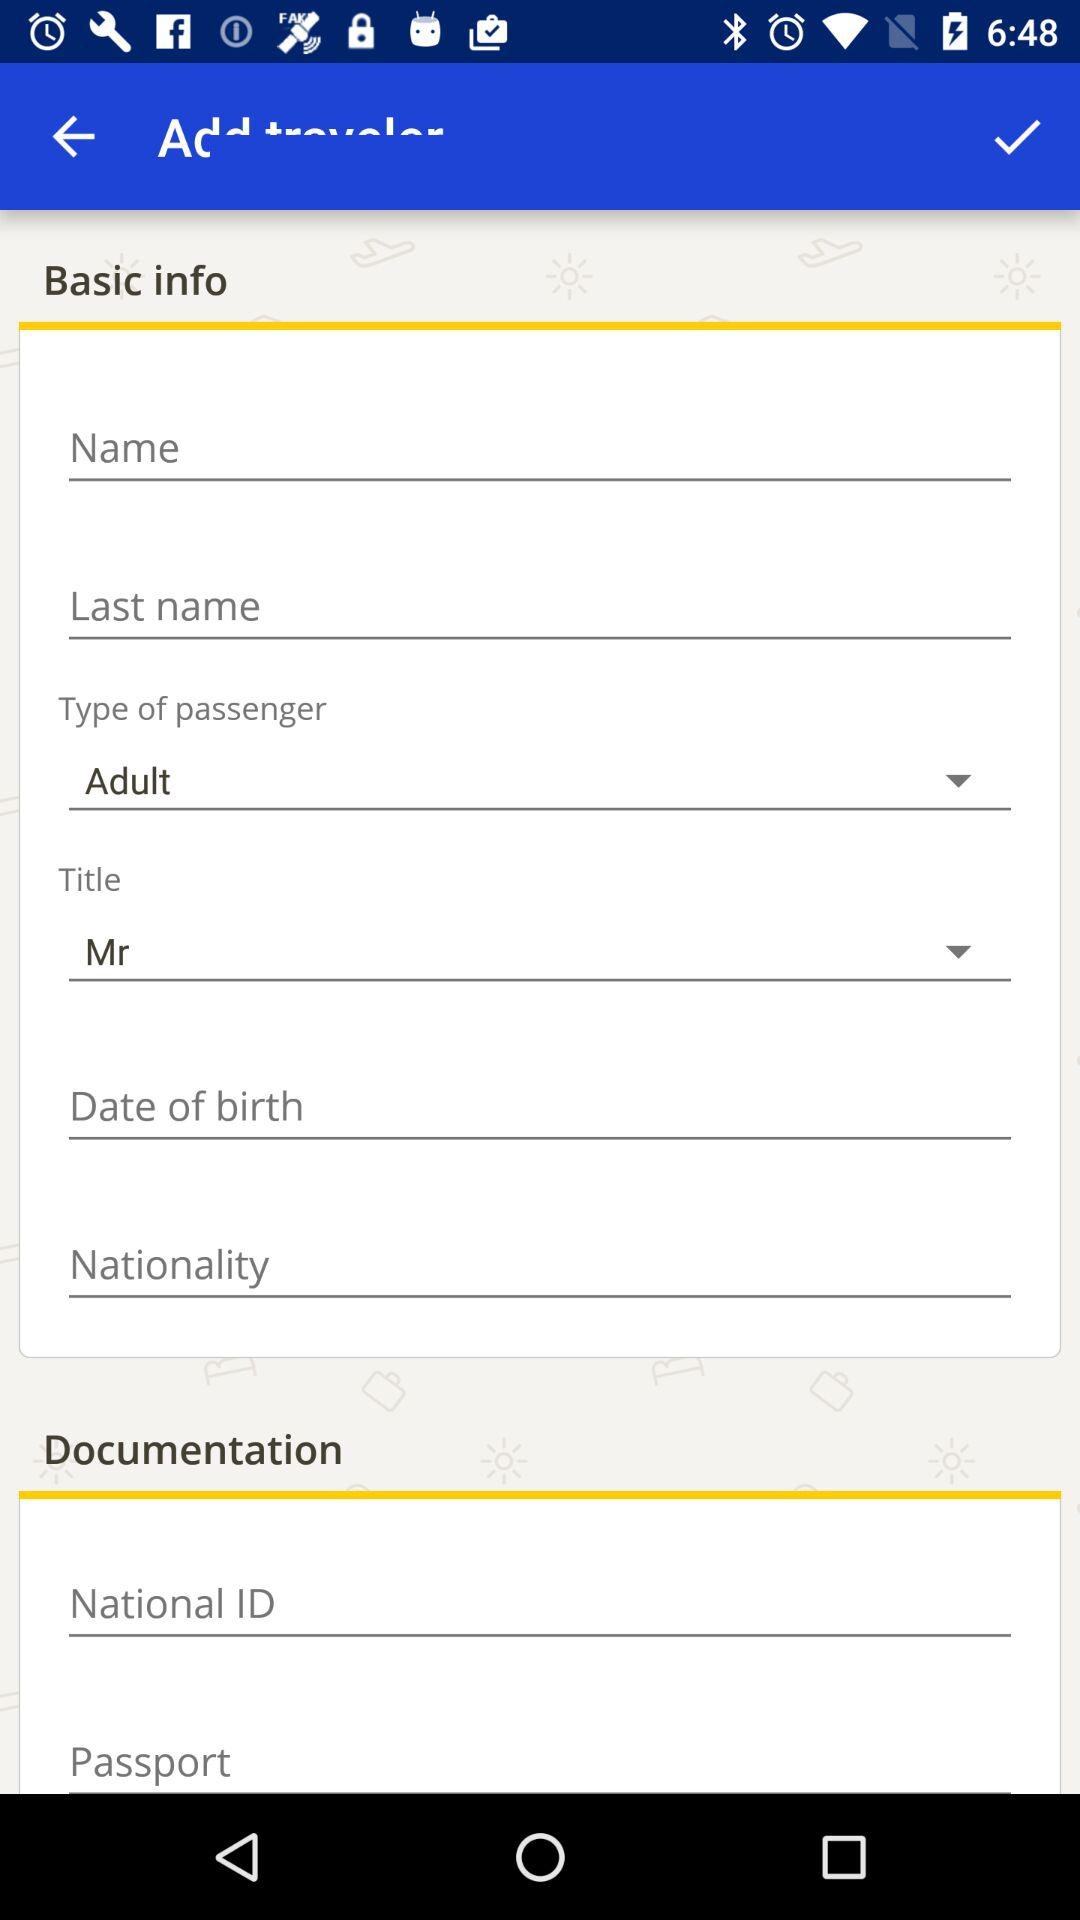 FAKE
6:48
Add traveler
Basic info
Name
Last name
Type of passenger
Adult
Title
Mr
Date of birth
Nationality
Documentation
National ID
Passport